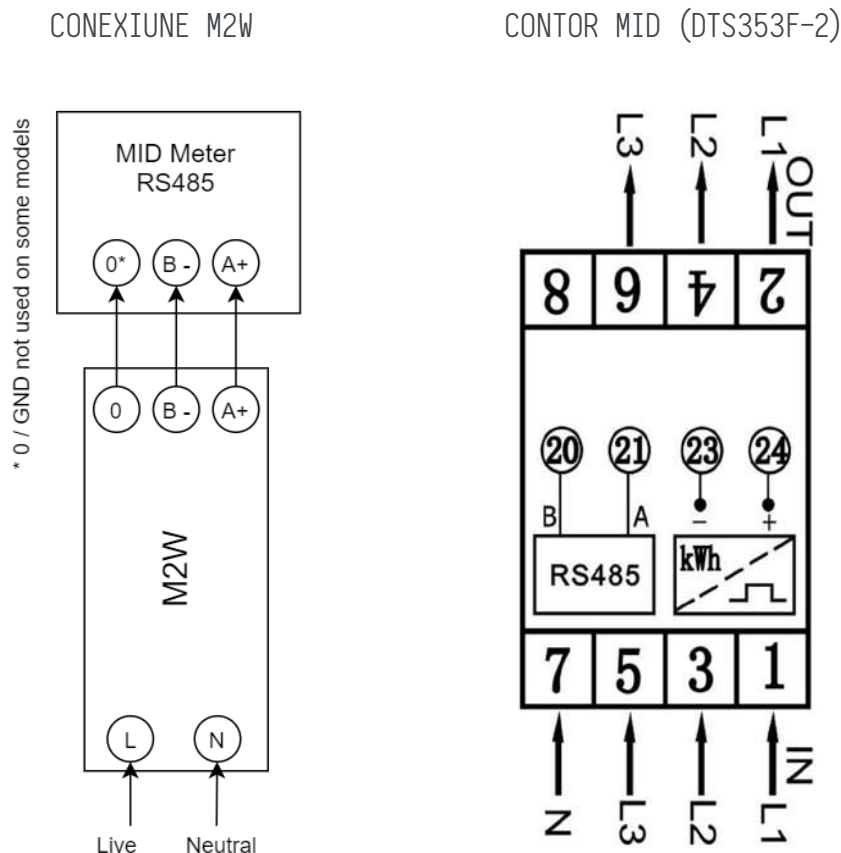 CONEXIUNE M2W
CONTOR MID (DTS353F-2)
* 0 / GND not used on some models
MID Meter
RS485
0* B - A+
0 B - A+
M2W
L N
Live Neutral
L3 L2 L1 OUT
8 6 4 2
20 21 23 24
B A - +
RS485 kWh
7 5 3 1
N L3 L2 L1 IN